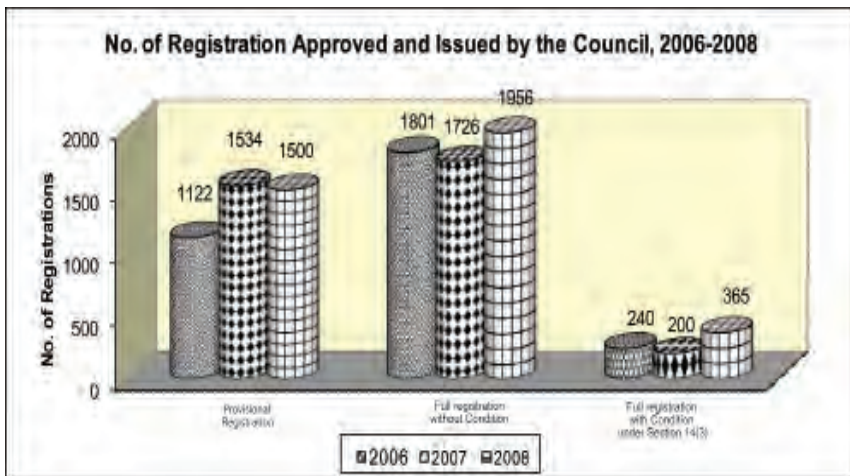 No. of Registration Approved and Issued by the Council, 2006-2008
No. of Registrations
2000
1500
1000
500
0
1122
1534
1500
1801
1726
1956
240
200
365
Provisional
Registration
Full registration
without Condition
Full registration
with Condition
under Section 14(3)
2006 2007 2008